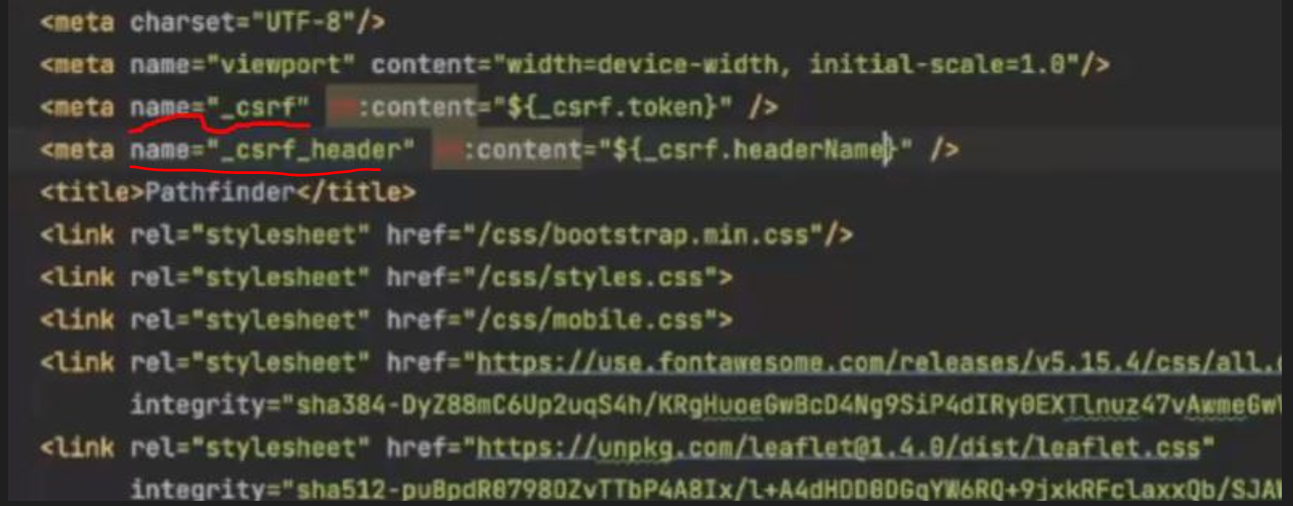 <meta charset="UTF-8"/>
<meta name="viewport" content="width=device-width, initial-scale=1.0"/>
<meta name="_csrf" :content="${_csrf.token}" />
<meta name="_csrf_header" :content="${_csrf.headerName}" />
<title>Pathfinder</title>
<link rel="stylesheet" href="/css/bootstrap.min.css"/>
<link rel="stylesheet" href="/css/styles.css">
<link rel="stylesheet" href="/css/mobile.css">
<link rel="stylesheet" href="https://use.fontawesome.com/releases/v5.15.4/css/all.
integrity="sha384-DyZ88mC6Up2uqS4h/KRgHuoeGwBcD4Ng9SiP4dIRy0EXTlnuz47vAwmeGw
<link rel="stylesheet" href="https://unpkg.com/leaflet@1.4.0/dist/leaflet.css"
integrity="sha512-puBpdR0798OZvTTbP4A8Ix/l+A4dHDD0DGqYW6RQ+9jxkRFclaxxQb/SJA